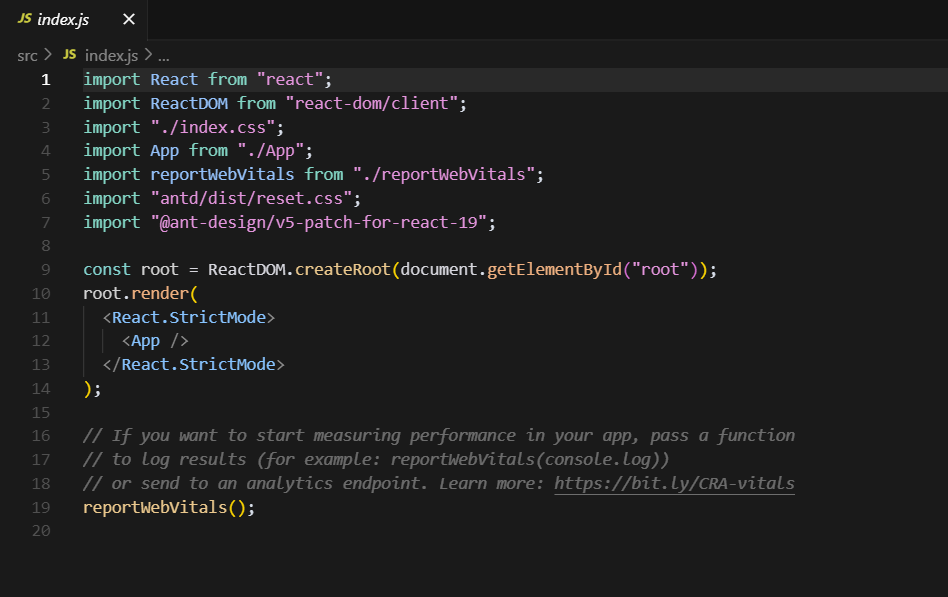 JS index.js ×
src > JS index.js > ...
1 import React from "react";
2 import ReactDOM from "react-dom/client";
3 import "./index.css";
4 import App from "./App";
5 import reportWebVitals from "./reportWebVitals";
6 import "antd/dist/reset.css";
7 import "@ant-design/v5-patch-for-react-19";
8
9 const root = ReactDOM.createRoot(document.getElementById("root"));
10 root.render(
11   <React.StrictMode>
12     <App />
13   </React.StrictMode>
14 );
15
16 // If you want to start measuring performance in your app, pass a function
17 // to log results (for example: reportWebVitals(console.log))
18 // or send to an analytics endpoint. Learn more: https://bit.ly/CRA-vitals
19 reportWebVitals();
20